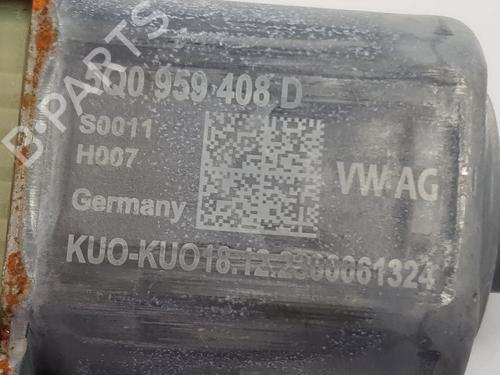 5Q0 959 408 D
S0011
H007
VW AG
Germany
KUO-KUO18.12.2300061324
B-PARTS